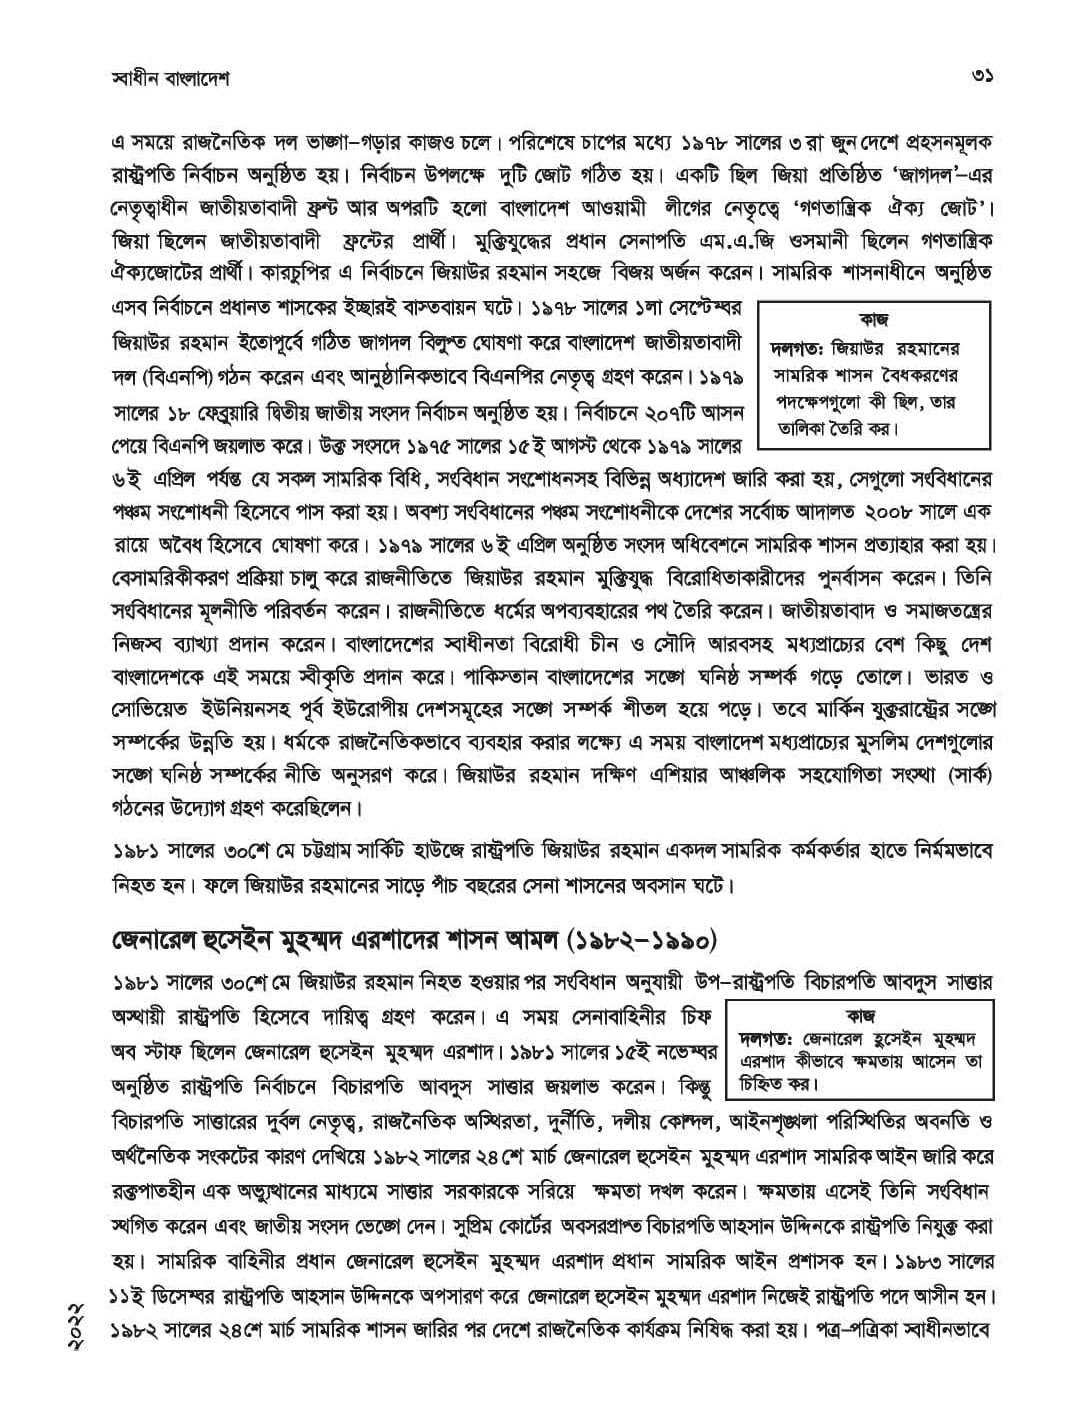 স্বাধীন বাংলাদেশ
৩১
এ সময়ে রাজনৈতিক দল ভাঙ্গা-গড়ার কাজও চলে। পরিশেষে চাপের মধ্যে ১৯৭৮ সালের ৩রা জুন দেশে প্রহসনমূলক
রাষ্ট্রপতি নির্বাচন অনুষ্ঠিত হয়। নির্বাচন উপলক্ষে দুটি জোট গঠিত হয়। একটি ছিল জিয়া প্রতিষ্ঠিত ‘জাগদল’-এর
নেতৃত্বাধীন জাতীয়তাবাদী ফ্রন্ট আর অপরটি হলো বাংলাদেশ আওয়ামী লীগের নেতৃত্বে ‘গণতান্ত্রিক ঐক্য জোট’।
জিয়া ছিলেন জাতীয়তাবাদী ফ্রন্টের প্রার্থী। মুক্তিযুদ্ধের প্রধান সেনাপতি এম.এ.জি ওসমানী ছিলেন গণতান্ত্রিক
ঐক্যজোটের প্রার্থী। কারচুপির এ নির্বাচনে জিয়াউর রহমান সহজে বিজয় অর্জন করেন। সামরিক শাসনাধীনে অনুষ্ঠিত
এসব নির্বাচনে প্রধানত শাসকের ইচ্ছারই বাস্তবায়ন ঘটে। ১৯৭৮ সালের ১লা সেপ্টেম্বর
জিয়াউর রহমান ইতোপূর্বে গঠিত জাগদল বিলুপ্ত ঘোষণা করে বাংলাদেশ জাতীয়তাবাদী
দল (বিএনপি) গঠন করেন এবং আনুষ্ঠানিকভাবে বিএনপির নেতৃত্ব গ্রহণ করেন। ১৯৭৯
সালের ১৮ ফেব্রুয়ারি দ্বিতীয় জাতীয় সংসদ নির্বাচন অনুষ্ঠিত হয়। নির্বাচনে ২০৭টি আসন
পেয়ে বিএনপি জয়লাভ করে। উক্ত সংসদে ১৯৭৫ সালের ১৫ই আগস্ট থেকে ১৯৭৯ সালের
কাজ
দলগত: জিয়াউর রহমানের
সামরিক শাসন বৈধকরণের
পদক্ষেপগুলো কী ছিল, তার
তালিকা তৈরি কর।
৬ই এপ্রিল পর্যন্ত যে সকল সামরিক বিধি, সংবিধান সংশোধনসহ বিভিন্ন অধ্যাদেশ জারি করা হয়, সেগুলো সংবিধানের
পঞ্চম সংশোধনী হিসেবে পাস করা হয়। অবশ্য সংবিধানের পঞ্চম সংশোধনীকে দেশের সর্বোচ্চ আদালত ২০০৮ সালে এক
রায়ে অবৈধ হিসেবে ঘোষণা করে। ১৯৭৯ সালের ৬ই এপ্রিল অনুষ্ঠিত সংসদ অধিবেশনে সামরিক শাসন প্রত্যাহার করা হয়।
বেসামরিকীকরণ প্রক্রিয়া চালু করে রাজনীতিতে জিয়াউর রহমান মুক্তিযুদ্ধ বিরোধিতাকারীদের পুনর্বাসন করেন। তিনি
সংবিধানের মূলনীতি পরিবর্তন করেন। রাজনীতিতে ধর্মের অপব্যবহারের পথ তৈরি করেন। জাতীয়তাবাদ ও সমাজতন্ত্রের
নিজস্ব ব্যাখ্যা প্রদান করেন। বাংলাদেশের স্বাধীনতা বিরোধী চীন ও সৌদি আরবসহ মধ্যপ্রাচ্যের বেশ কিছু দেশ
বাংলাদেশকে এই সময়ে স্বীকৃতি প্রদান করে। পাকিস্তান বাংলাদেশের সঙ্গে ঘনিষ্ঠ সম্পর্ক গড়ে তোলে। ভারত ও
সোভিয়েত ইউনিয়নসহ পূর্ব ইউরোপীয় দেশসমূহের সঙ্গে সম্পর্ক শীতল হয়ে পড়ে। তবে মার্কিন যুক্তরাষ্ট্রের সঙ্গে
সম্পর্কের উন্নতি হয়। ধর্মকে রাজনৈতিকভাবে ব্যবহার করার লক্ষ্যে এ সময় বাংলাদেশ মধ্যপ্রাচ্যের মুসলিম দেশগুলোর
সঙ্গে ঘনিষ্ঠ সম্পর্কের নীতি অনুসরণ করে। জিয়াউর রহমান দক্ষিণ এশিয়ার আঞ্চলিক সহযোগিতা সংস্থা (সার্ক)
গঠনের উদ্যোগ গ্রহণ করেছিলেন।
১৯৮১ সালের ৩০শে মে চট্টগ্রাম সার্কিট হাউজে রাষ্ট্রপতি জিয়াউর রহমান একদল সামরিক কর্মকর্তার হাতে নির্মমভাবে
নিহত হন। ফলে জিয়াউর রহমানের সাড়ে পাঁচ বছরের সেনা শাসনের অবসান ঘটে।
জেনারেল হুসেইন মুহম্মদ এরশাদের শাসন আমল (১৯৮২-১৯৯০)
১৯৮১ সালের ৩০শে মে জিয়াউর রহমান নিহত হওয়ার পর সংবিধান অনুযায়ী উপ-রাষ্ট্রপতি বিচারপতি আবদুস সাত্তার
অস্থায়ী রাষ্ট্রপতি হিসেবে দায়িত্ব গ্রহণ করেন। এ সময় সেনাবাহিনীর চিফ
অব স্টাফ ছিলেন জেনারেল হুসেইন মুহম্মদ এরশাদ। ১৯৮১ সালের ১৫ই নভেম্বর
অনুষ্ঠিত রাষ্ট্রপতি নির্বাচনে বিচারপতি আবদুস সাত্তার জয়লাভ করেন। কিন্তু
কাজ
দলগত: জেনারেল হুসেইন মুহম্মদ
এরশাদ কীভাবে ক্ষমতায় আসেন তা
চিহ্নিত কর।
বিচারপতি সাত্তারের দুর্বল নেতৃত্ব, রাজনৈতিক অস্থিরতা, দুর্নীতি, দলীয় কোন্দল, আইনশৃঙ্খলা পরিস্থিতির অবনতি ও
অর্থনৈতিক সংকটের কারণ দেখিয়ে ১৯৮২ সালের ২৪শে মার্চ জেনারেল হুসেইন মুহম্মদ এরশাদ সামরিক আইন জারি করে
রক্তপাতহীন এক অভ্যুত্থানের মাধ্যমে সাত্তার সরকারকে সরিয়ে ক্ষমতা দখল করেন। ক্ষমতায় এসেই তিনি সংবিধান
স্থগিত করেন এবং জাতীয় সংসদ ভেঙ্গে দেন। সুপ্রিম কোর্টের অবসরপ্রাপ্ত বিচারপতি আহসান উদ্দিনকে রাষ্ট্রপতি নিযুক্ত করা
হয়। সামরিক বাহিনীর প্রধান জেনারেল হুসেইন মুহম্মদ এরশাদ প্রধান সামরিক আইন প্রশাসক হন। ১৯৮৩ সালের
১১ই ডিসেম্বর রাষ্ট্রপতি আহসান উদ্দিনকে অপসারণ করে জেনারেল হুসেইন মুহম্মদ এরশাদ নিজেই রাষ্ট্রপতি পদে আসীন হন।
১৯৮২ সালের ২৪শে মার্চ সামরিক শাসন জারির পর দেশে রাজনৈতিক কার্যক্রম নিষিদ্ধ করা হয়। পত্র-পত্রিকা স্বাধীনভাবে
২০২২